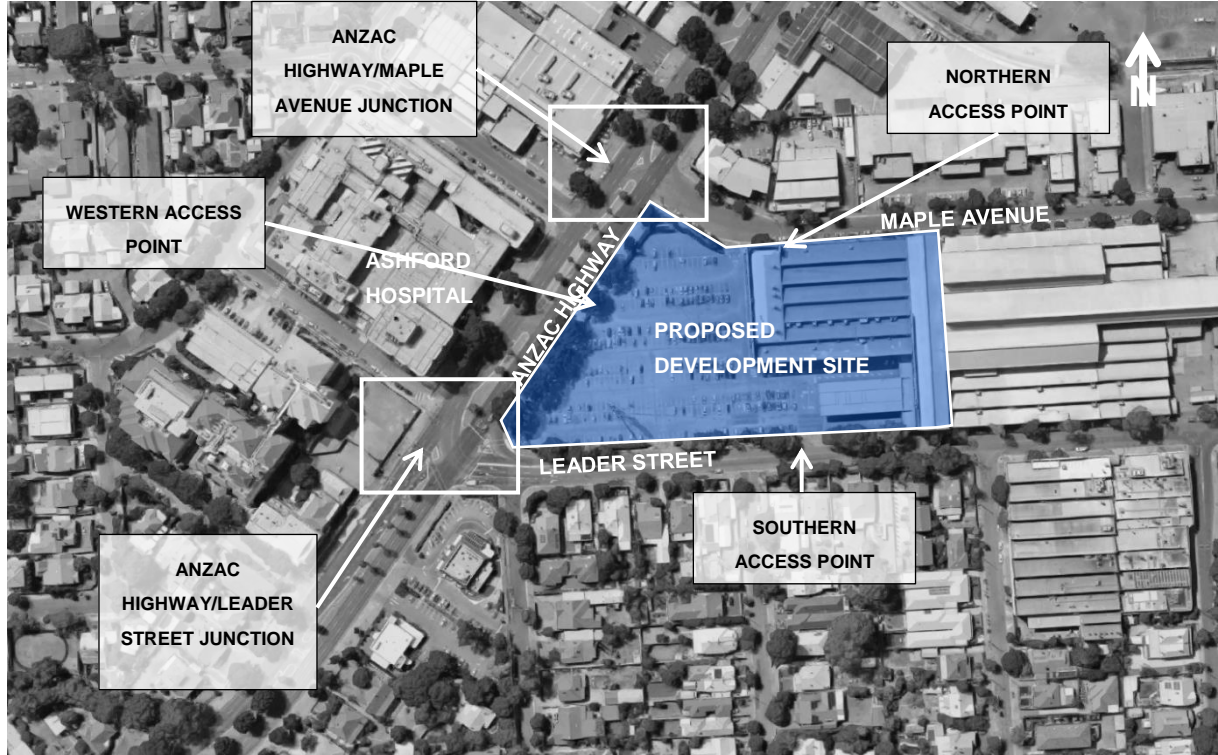 ANZAC
HIGHWAY/MAPLE
AVENUE JUNCTION
NORTHERN
ACCESS POINT
N
WESTERN ACCESS
POINT
MAPLE AVENUE
ASHFORD
HOSPITAL
ANZAC HIGHWAY
PROPOSED
DEVELOPMENT SITE
LEADER STREET
SOUTHERN
ACCESS POINT
ANZAC
HIGHWAY/LEADER
STREET JUNCTION